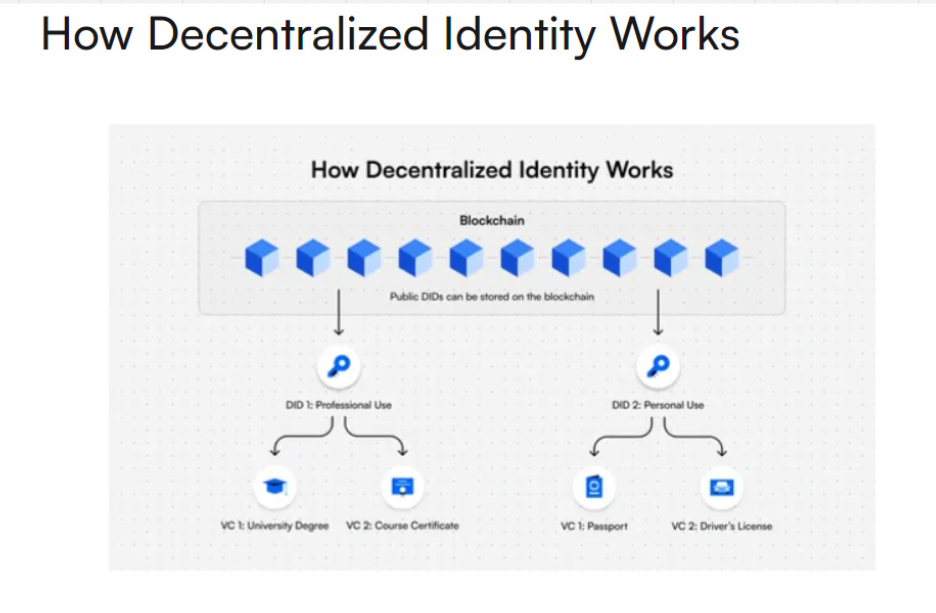 How Decentralized Identity Works
How Decentralized Identity Works
Blockchain
Public DIDs can be stored on the blockchain
DID 1: Professional Use
DID 2: Personal Use
VC 1: University Degree
VC 2: Course Certificate
VC 1: Passport
VC 2: Driver's License